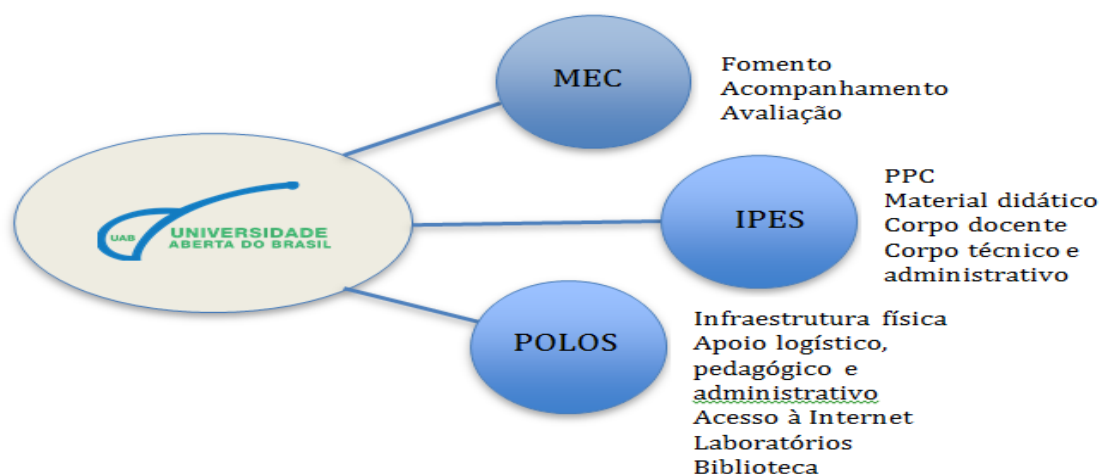 MEC
Fomento
Acompanhamento
Avaliação
UAB
UNIVERSIDADE
ABERTA DO BRASIL
IPES
PPC
Material didático
Corpo docente
Corpo técnico e
administrativo
POLOS
Infraestrutura física
Apoio logístico,
pedagógico e
administrativo
Acesso à Internet
Laboratórios
Biblioteca